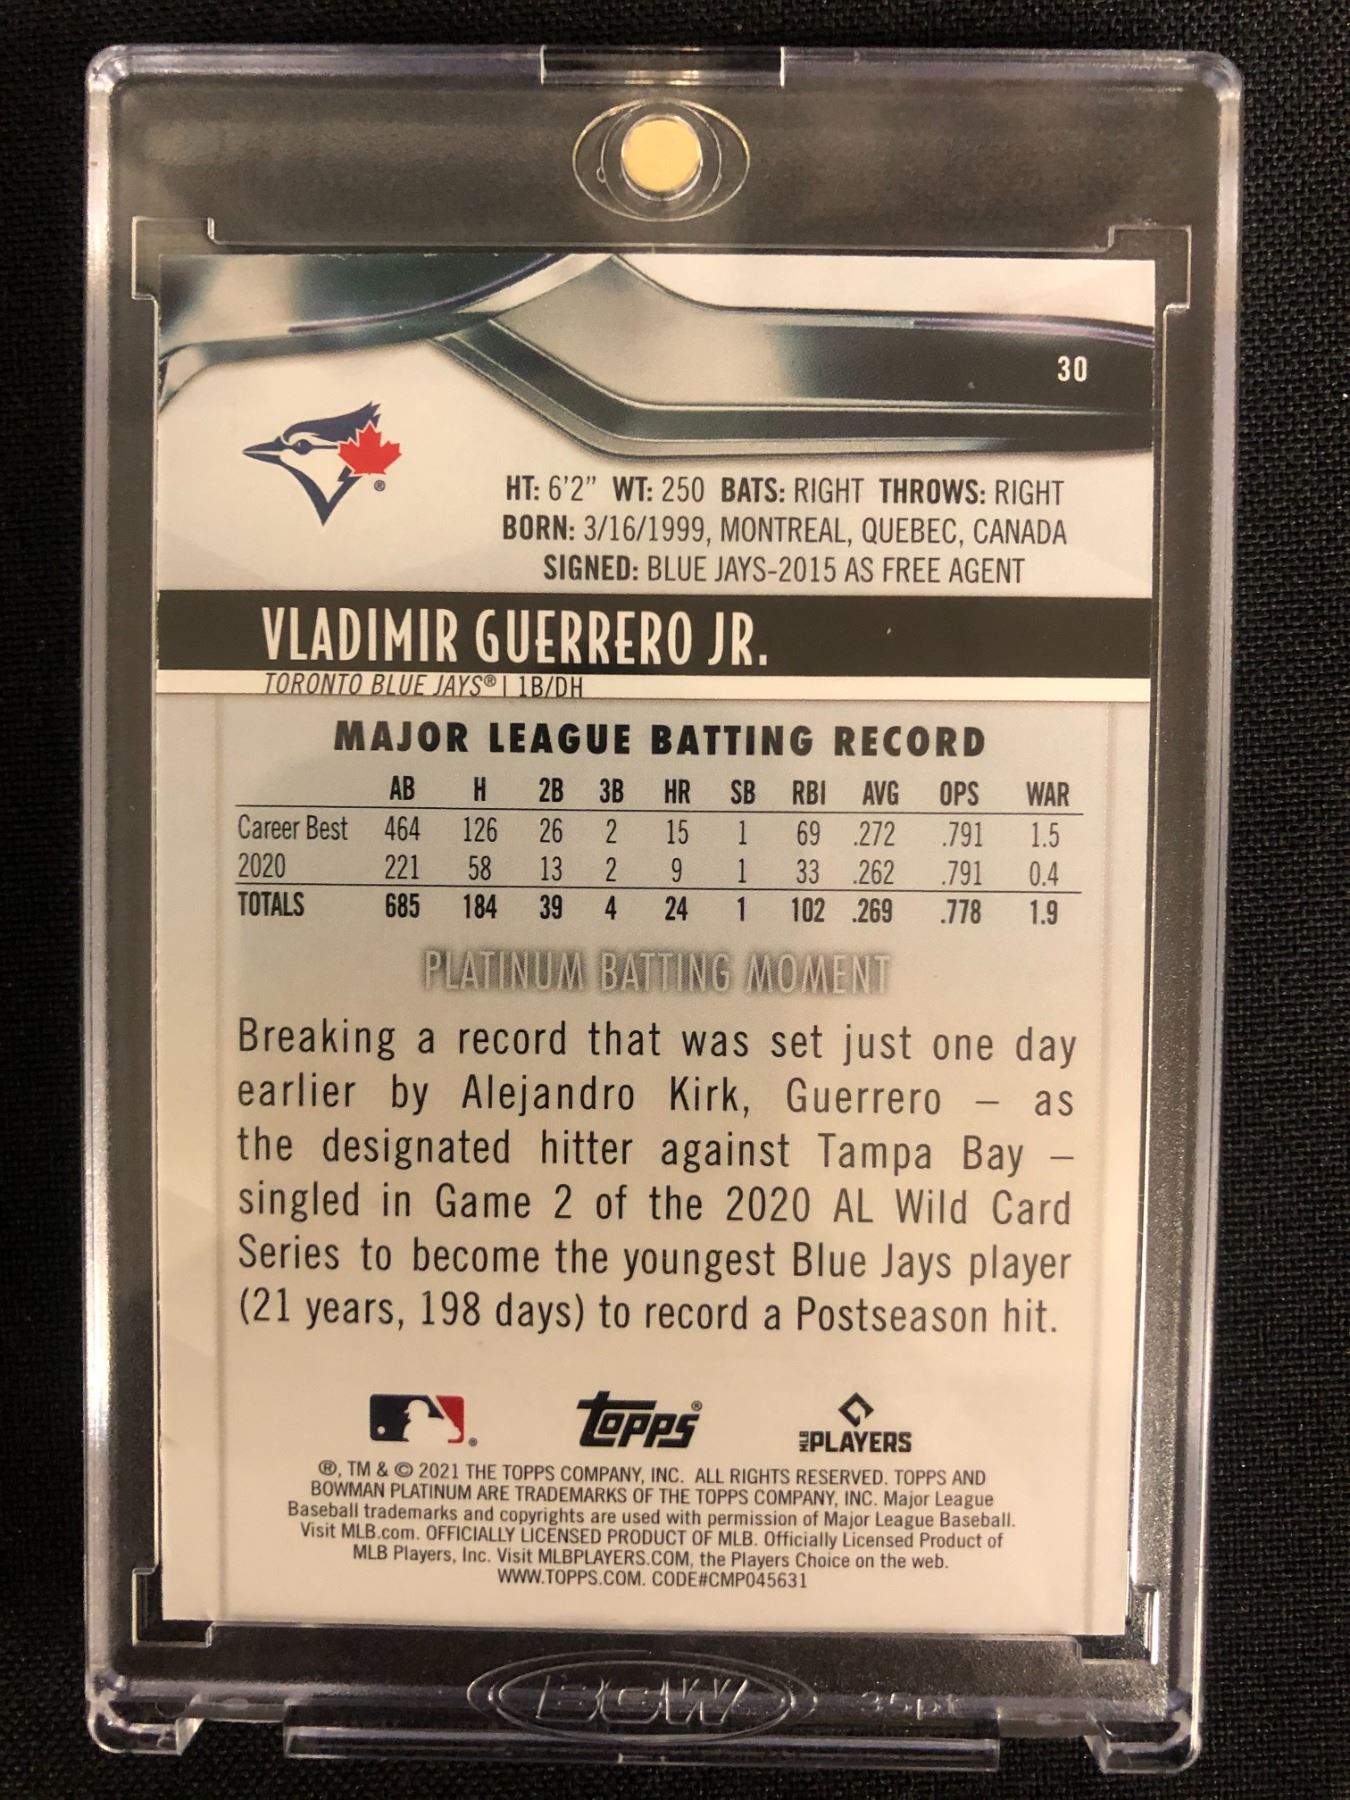 30
HT: 6'2" WT: 250 BATS: RIGHT THROWS: RIGHT
BORN: 3/16/1999, MONTREAL, QUEBEC, CANADA
SIGNED: BLUE JAYS-2015 AS FREE AGENT
VLADIMIR GUERRERO JR.
TORONTO BLUE JAYS® | 1B/DH
MAJOR LEAGUE BATTING RECORD
AB H 2B 3B HR SB RBI AVG OPS WAR
Career Best 464 126 26 2 15 1 69 .272 .791 1.5
2020 221 58 13 2 9 1 33 .262 .791 0.4
TOTALS 685 184 39 4 24 1 102 .269 .778 1.9
PLATINUM BATTING MOMENT
Breaking a record that was set just one day
earlier by Alejandro Kirk, Guerrero – as
the designated hitter against Tampa Bay –
singled in Game 2 of the 2020 AL Wild Card
Series to become the youngest Blue Jays player
(21 years, 198 days) to record a Postseason hit.
Topps®
MLB PLAYERS
®, TM & © 2021 THE TOPPS COMPANY, INC. ALL RIGHTS RESERVED. TOPPS AND
BOWMAN PLATINUM ARE TRADEMARKS OF THE TOPPS COMPANY, INC. Major League
Baseball trademarks and copyrights are used with permission of Major League Baseball.
Visit MLB.com. OFFICIALLY LICENSED PRODUCT OF MLB. Officially Licensed Product of
MLB Players, Inc. Visit MLBPLAYERS.COM, the Players Choice on the web.
WWW.TOPPS.COM. CODE#CMP045631
BCW 35pt